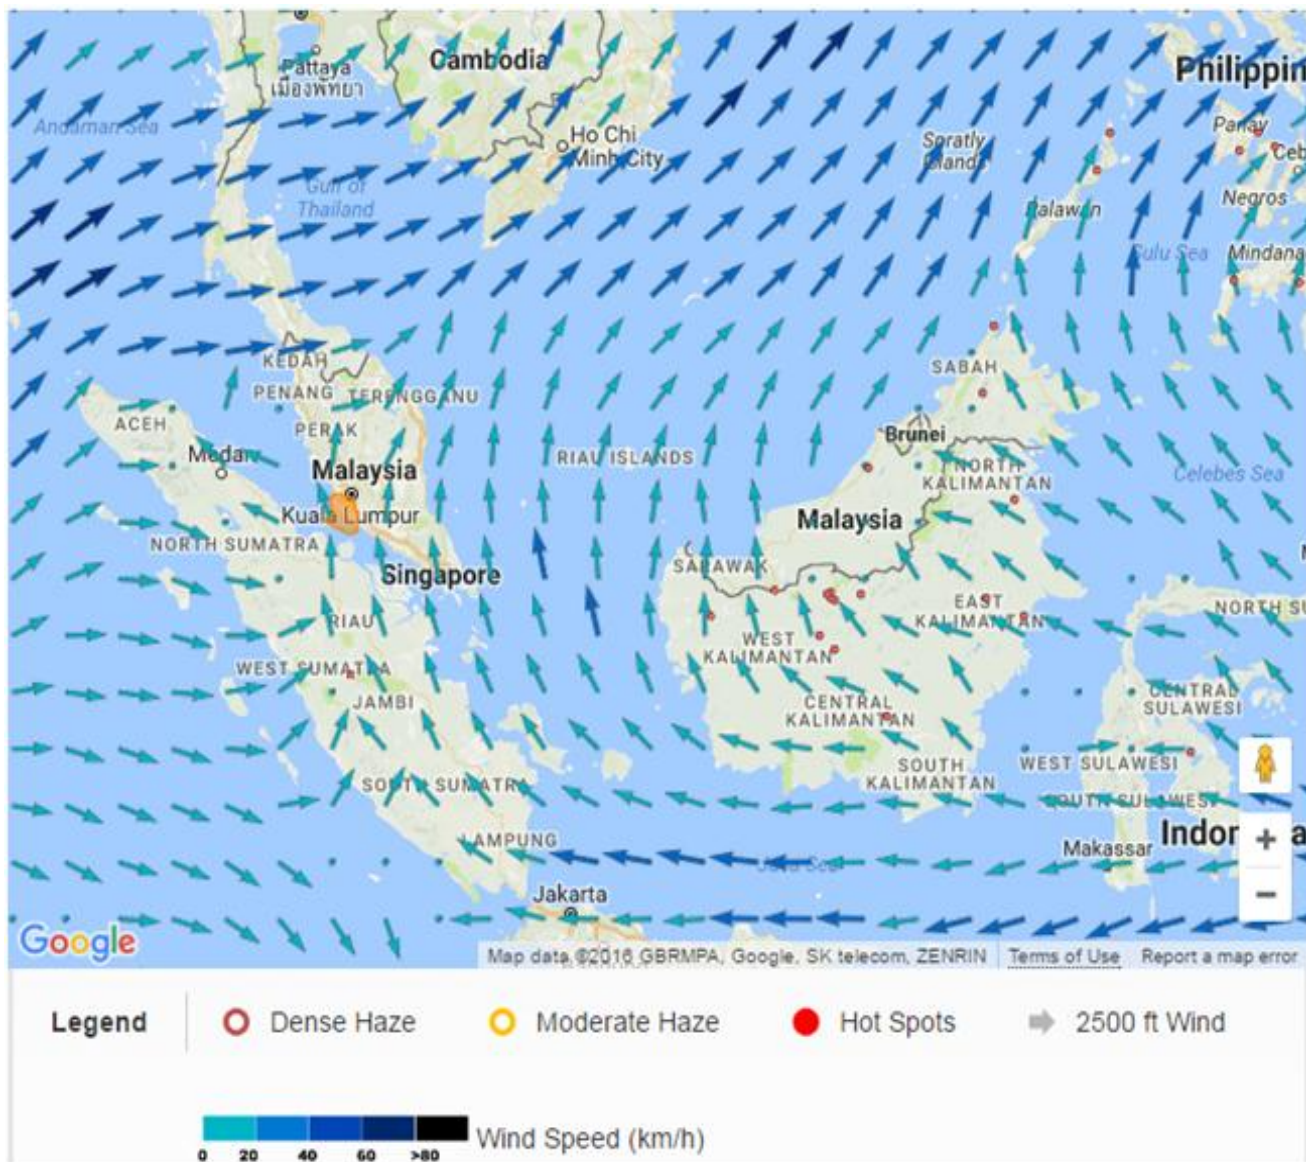 Cambodia
Philippin
Pattaya
เมืองพัทยา
Andaman Sea
Ho Chi
Minh City
Spratly
Islands
Panay
Ceb
Gulf of
Thailand
Palawan
Negros
Sulu Sea
Mindana
KEDAH
PENANG
TERENGGANU
SABAH
ACEH
PERAK
Brunei
Medan
Malaysia
RIAU ISLANDS
NORTH
KALIMANTAN
Celebes Sea
Kuala Lumpur
Malaysia
NORTH SUMATRA
Singapore
SARAWAK
EAST
KALIMANTAN
NORTH SU
RIAU
WEST
KALIMANTAN
WEST SUMATRA
JAMBI
CENTRAL
KALIMANTAN
CENTRAL
SULAWESI
SOUTH SUMATRA
SOUTH
KALIMANTAN
WEST SULAWESI
SOUTH SULAWESI
LAMPUNG
Makassar
Indon
a
+
Java Sea
−
Jakarta
Google
Map data ©2016 GBRMPA, Google, SK telecom, ZENRIN
Terms of Use
Report a map error
Legend
Dense Haze
Moderate Haze
Hot Spots
2500 ft Wind
Wind Speed (km/h)
0 20 40 60 >80